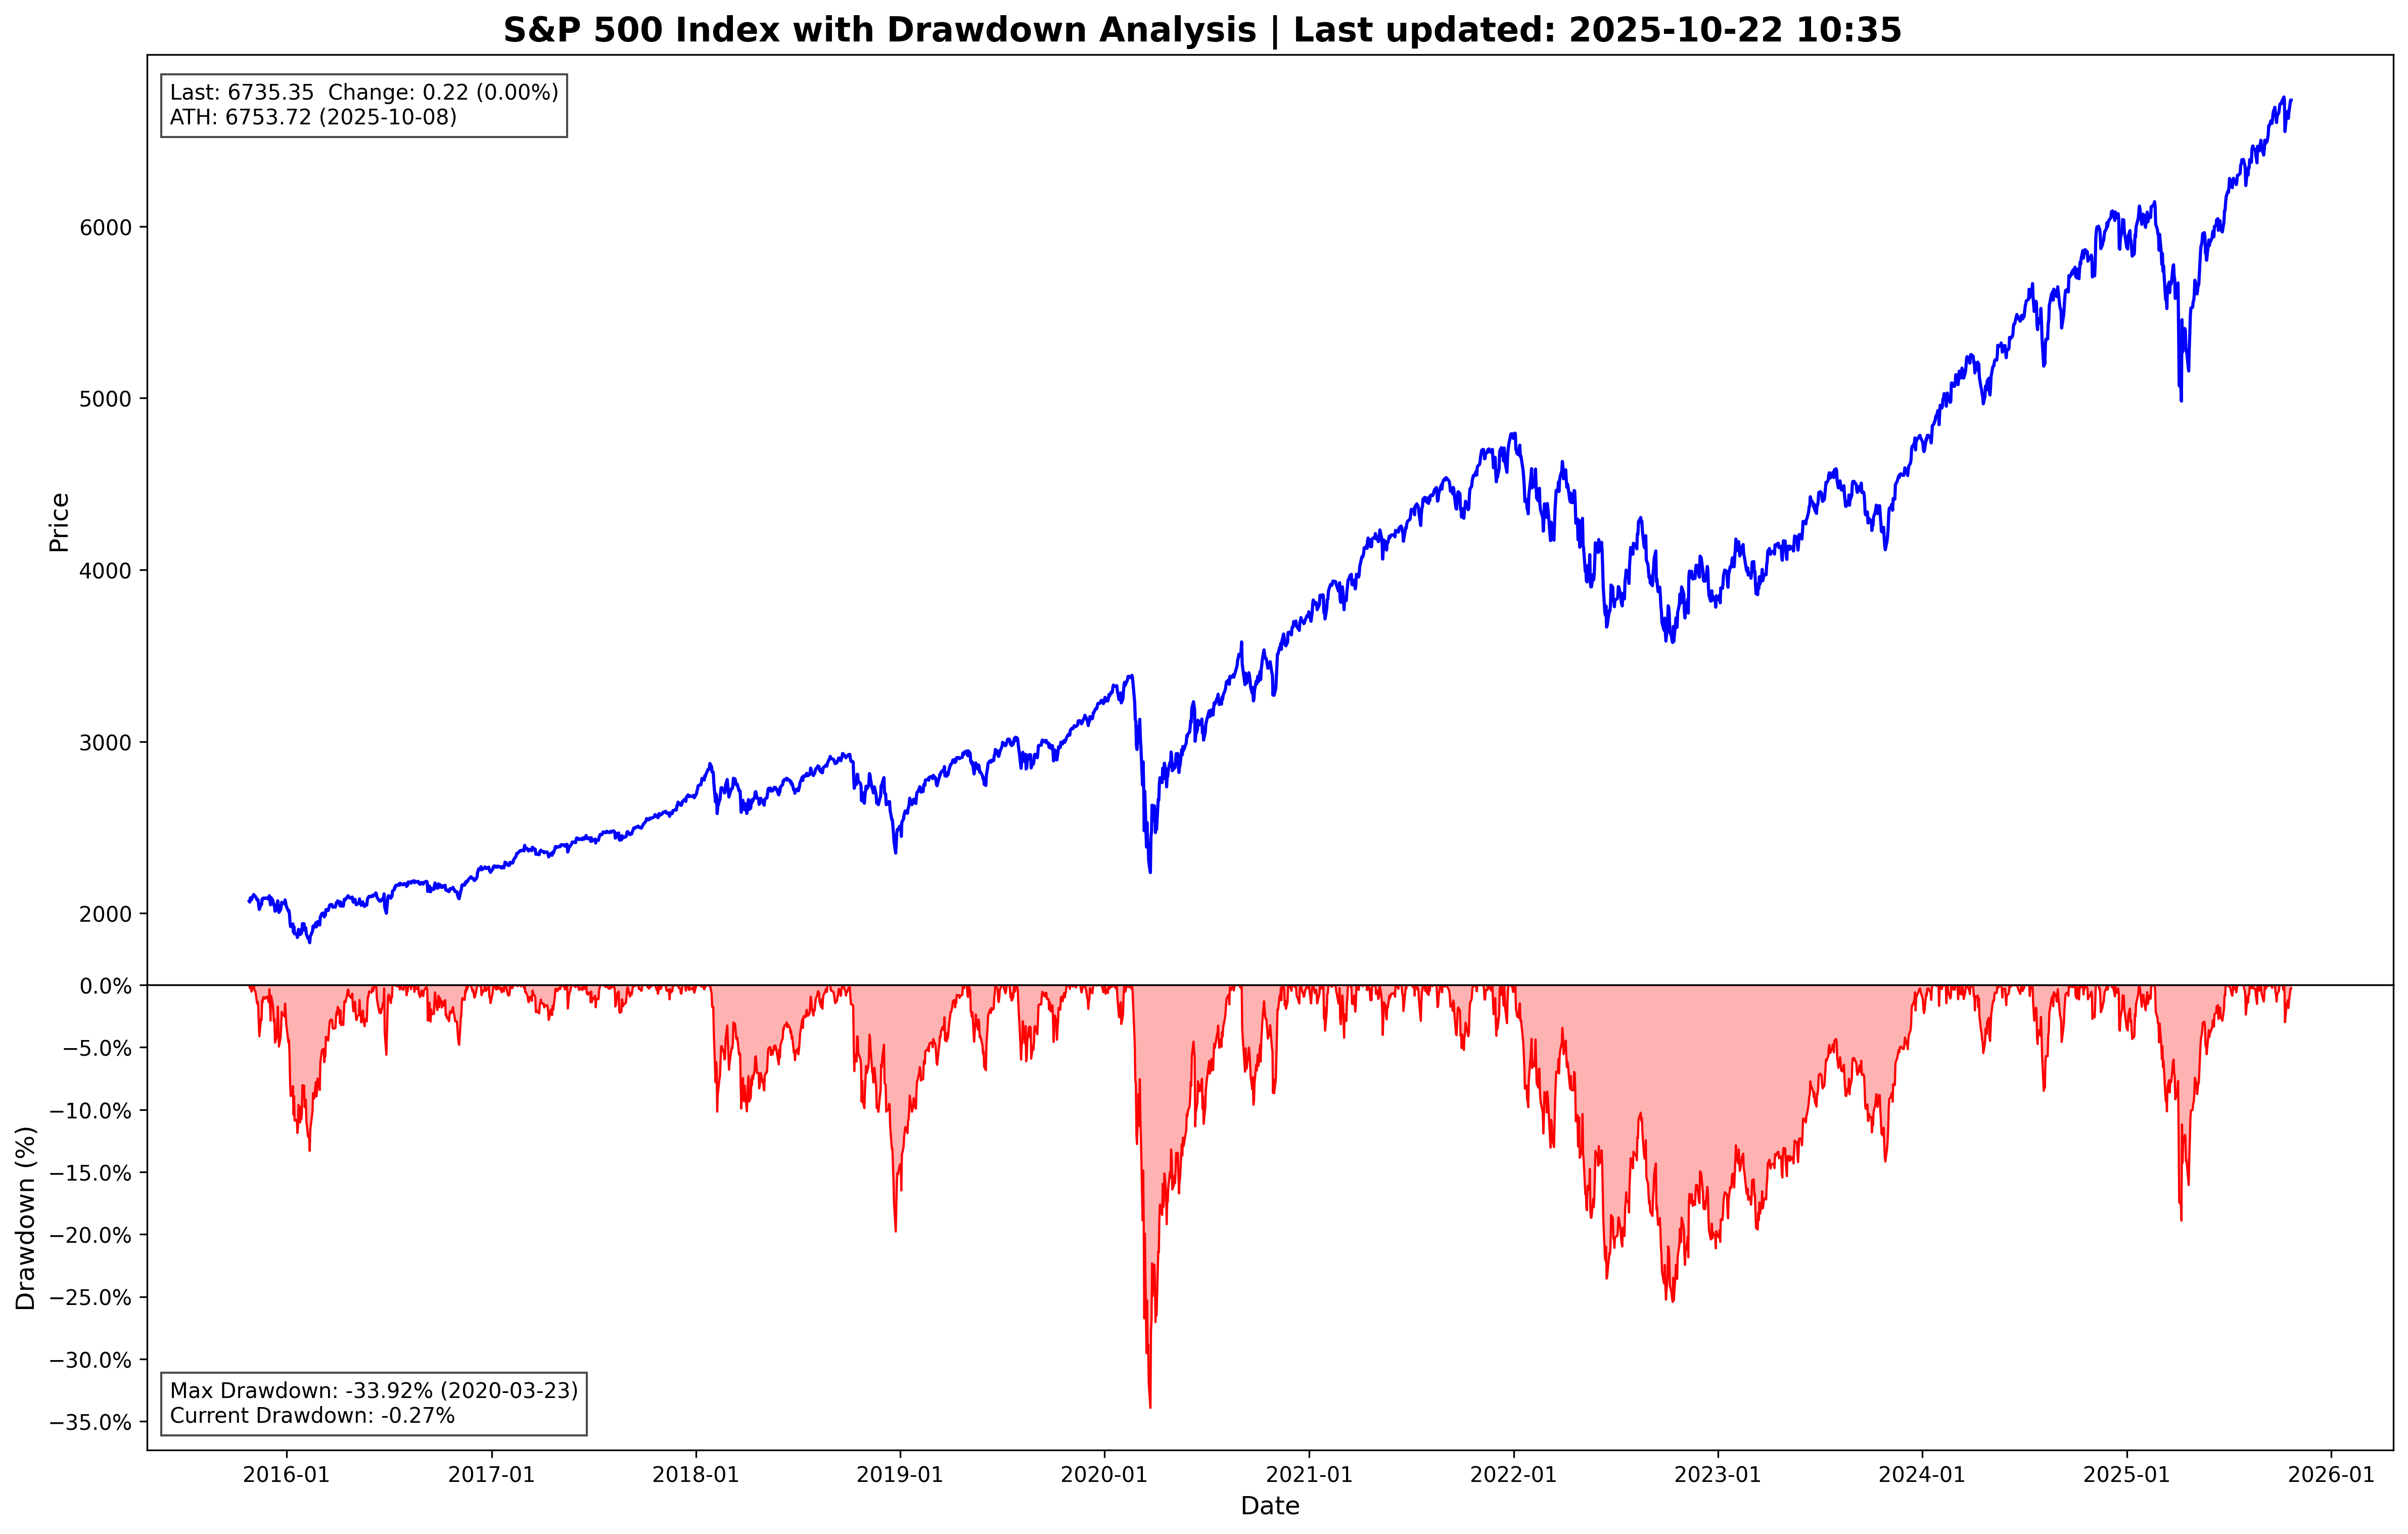 S&P 500 Index with Drawdown Analysis | Last updated: 2025-10-22 10:35
Last: 6735.35  Change: 0.22 (0.00%)
ATH: 6753.72 (2025-10-08)
Price
6000
5000
4000
3000
2000
Drawdown (%)
0.0%
−5.0%
−10.0%
−15.0%
−20.0%
−25.0%
−30.0%
−35.0%
Max Drawdown: -33.92% (2020-03-23)
Current Drawdown: -0.27%
2016-01 2017-01 2018-01 2019-01 2020-01 2021-01 2022-01 2023-01 2024-01 2025-01 2026-01
Date